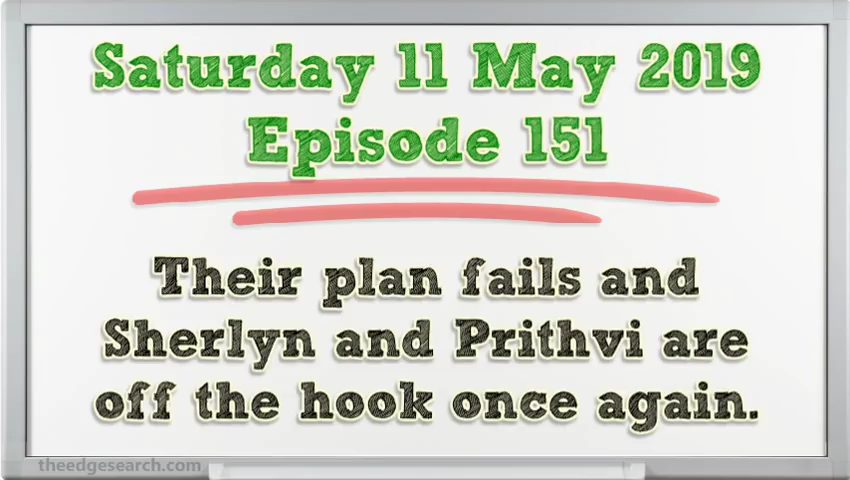 Saturday 11 May 2019
Episode 151
Their plan fails and
Sherlyn and Prithvi are
off the hook once again.
theedgesearch.com